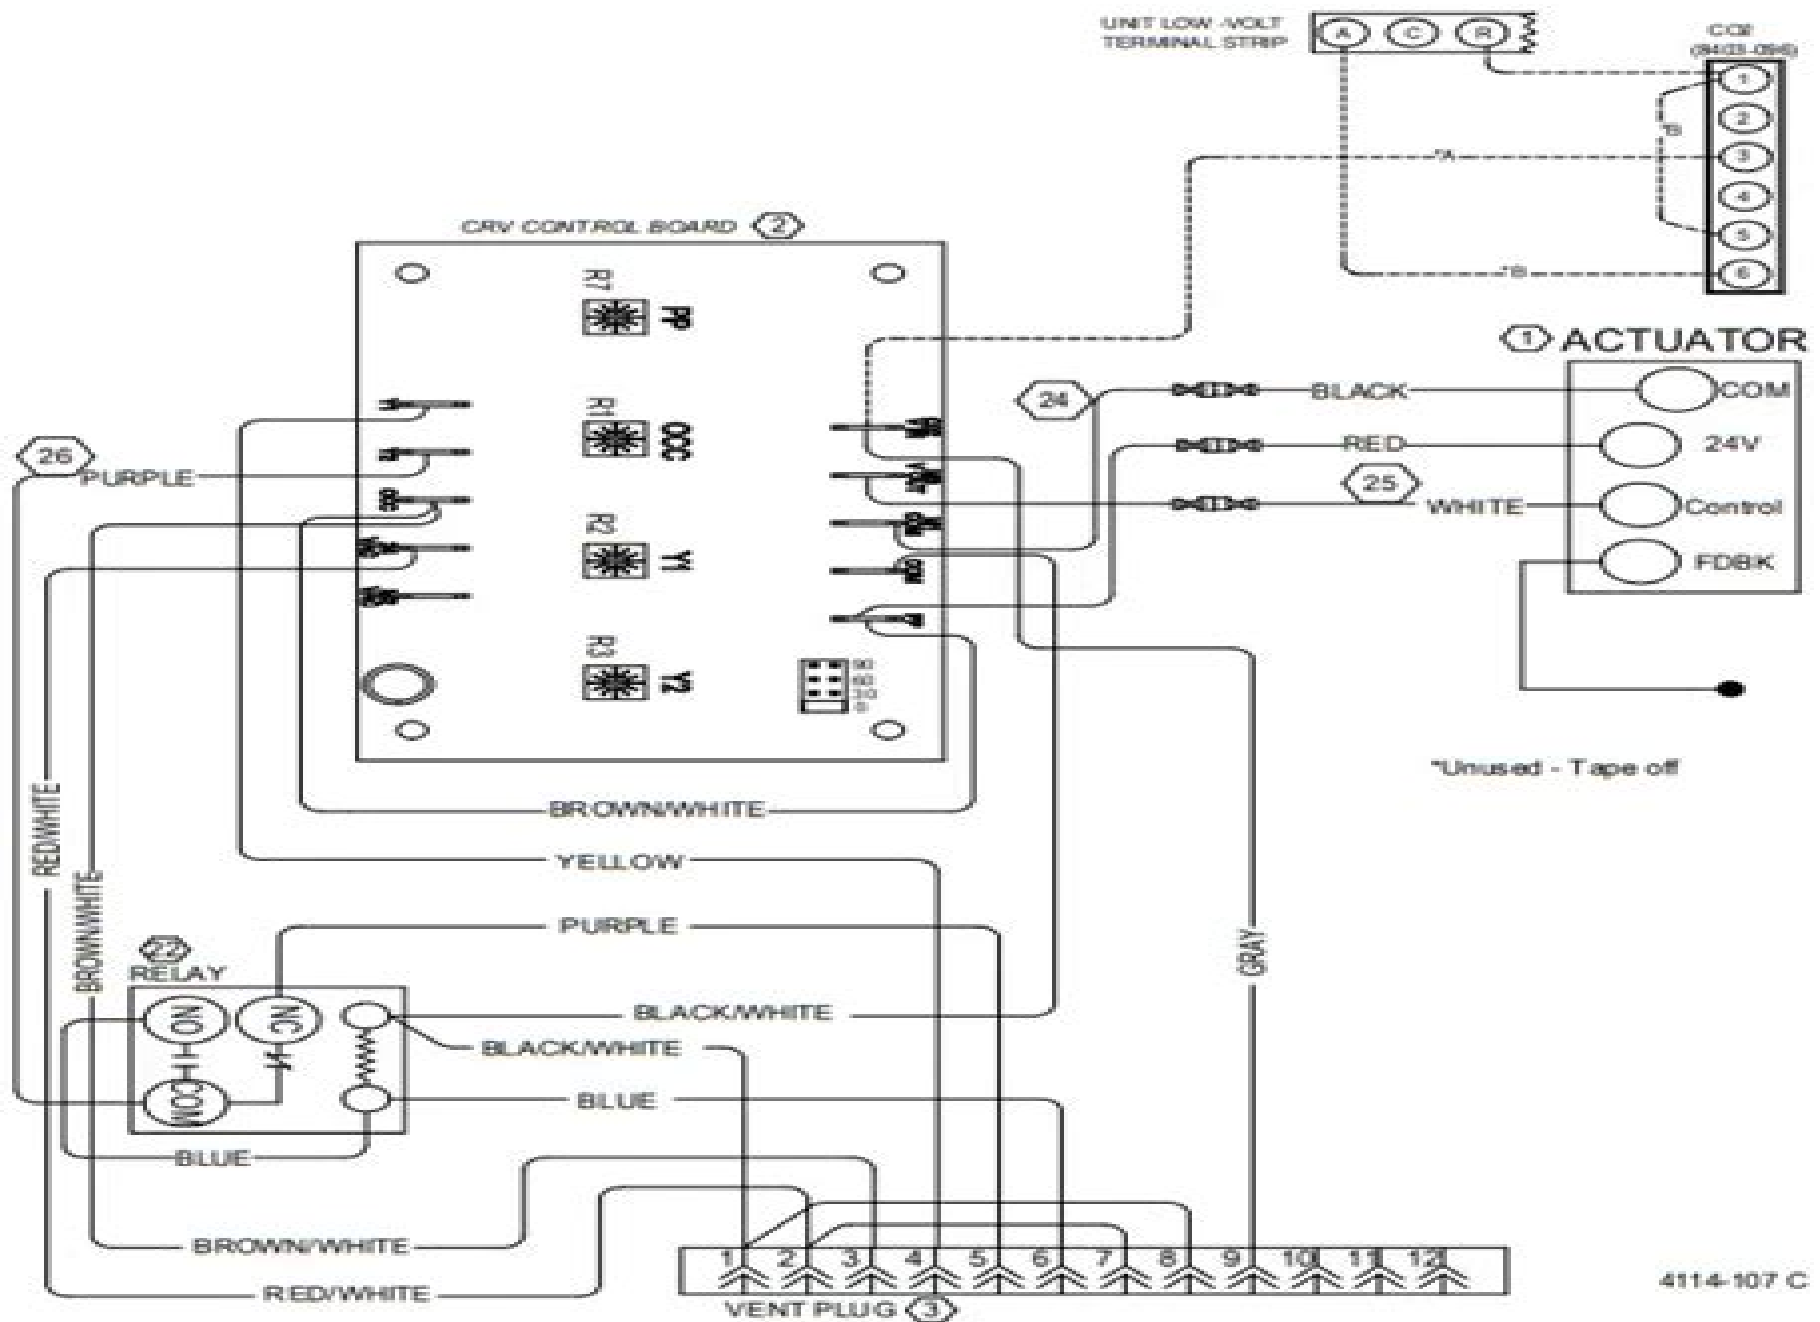 UNIT LOW -VOLT
TERMINAL STRIP
A C R
CO2
1
2
3
4
5
6
*B
*A
*B
CRV CONTROL BOARD 2
R7
PP
R1
OCC
R2
Y1
R3
Y2
90
60
30
0
1 ACTUATOR
COM
24V
Control
FDBK
24
BLACK
RED
25
WHITE
26
PURPLE
*Unused - Tape off
RED/WHITE
BROWN/WHITE
BROWN/WHITE
YELLOW
PURPLE
GRAY
RELAY
NO
NC
COM
BLACK/WHITE
BLACK/WHITE
BLUE
BLUE
BROWN/WHITE
RED/WHITE
1 2 3 4 5 6 7 8 9 10 11 12
VENT PLUG 3
4114-107 C